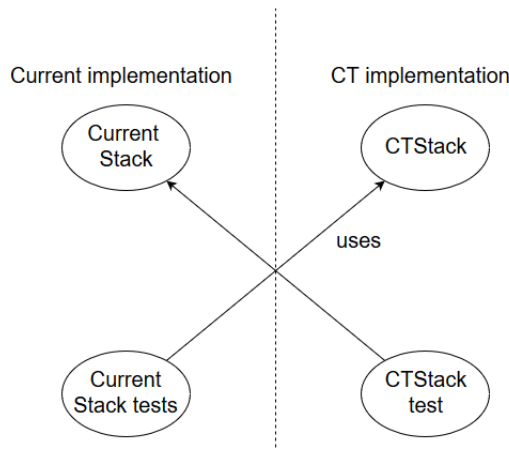 Current implementation
CT implementation
Current
Stack
CTStack
uses
Current
Stack tests
CTStack
test